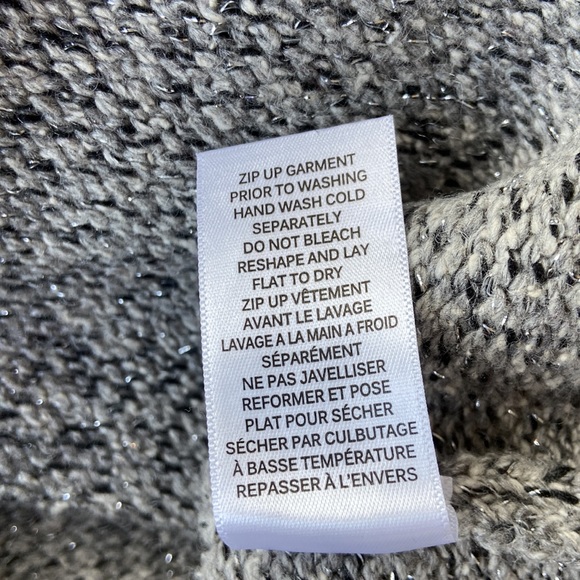 ZIP UP GARMENT
PRIOR TO WASHING
HAND WASH COLD
SEPARATELY
DO NOT BLEACH
RESHAPE AND LAY
FLAT TO DRY
ZIP UP VÊTEMENT
AVANT LE LAVAGE
LAVAGE A LA MAIN A FROID
SÉPARÉMENT
NE PAS JAVELLISER
REFORMER ET POSE
PLAT POUR SÉCHER
SÉCHER PAR CULBUTAGE
À BASSE TEMPÉRATURE
REPASSER À L'ENVERS